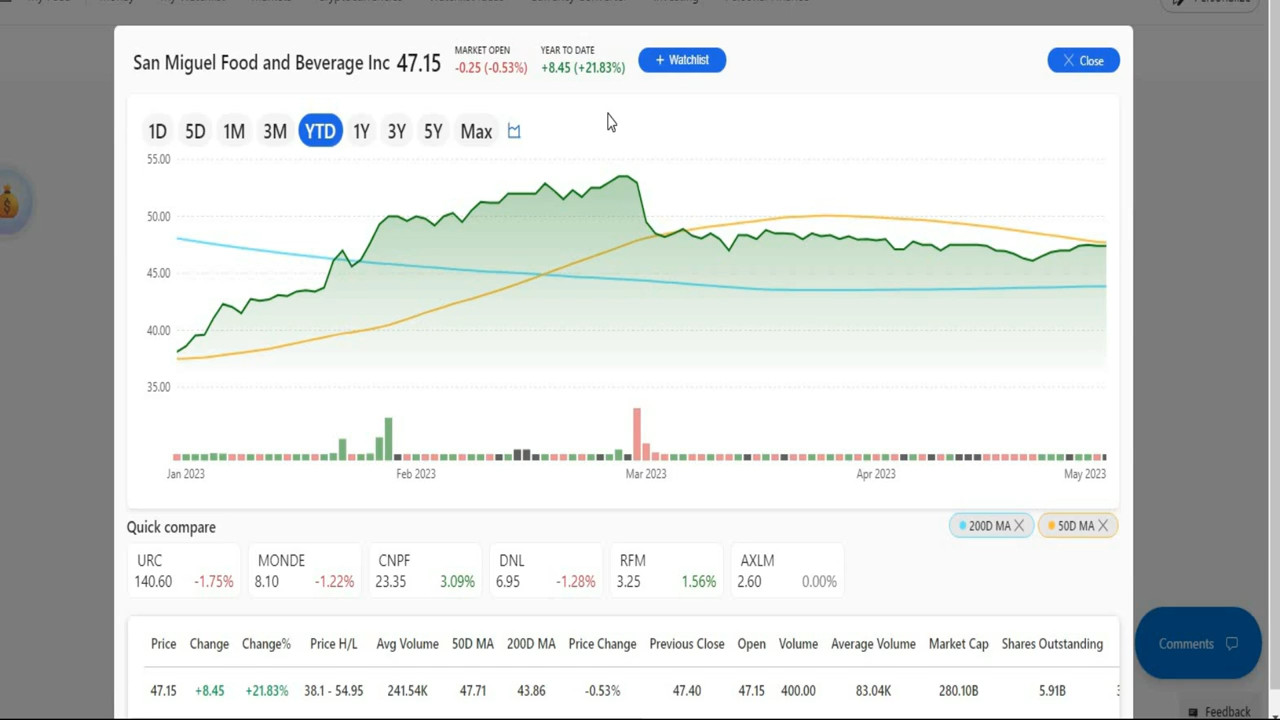 San Miguel Food and Beverage Inc 47.15
MARKET OPEN
-0.25 (-0.53%)
YEAR TO DATE
+8.45 (+21.83%)
+ Watchlist
Close
1D 5D 1M 3M YTD 1Y 3Y 5Y Max
55.00
50.00
45.00
40.00
35.00
Jan 2023 Feb 2023 Mar 2023 Apr 2023 May 2023
Quick compare
200D MA
50D MA
URC
140.60 -1.75%
MONDE
8.10 -1.22%
CNPF
23.35 3.09%
DNL
6.95 -1.28%
RFM
3.25 1.56%
AXLM
2.60 0.00%
Price Change Change% Price H/L Avg Volume 50D MA 200D MA Price Change Previous Close Open Volume Average Volume Market Cap Shares Outstanding
47.15 +8.45 +21.83% 38.1 - 54.95 241.54K 47.71 43.86 -0.53% 47.40 47.15 400.00 83.04K 280.10B 5.91B
Comments
Feedback